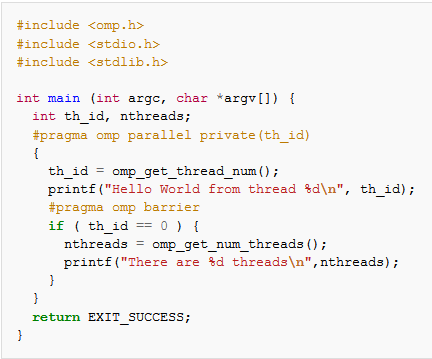 #include <omp.h>
#include <stdio.h>
#include <stdlib.h>
int main (int argc, char *argv[]) {
  int th_id, nthreads;
  #pragma omp parallel private(th_id)
  {
    th_id = omp_get_thread_num();
    printf("Hello World from thread %d\n", th_id);
    #pragma omp barrier
    if ( th_id == 0 ) {
      nthreads = omp_get_num_threads();
      printf("There are %d threads\n",nthreads);
    }
  }
  return EXIT_SUCCESS;
}